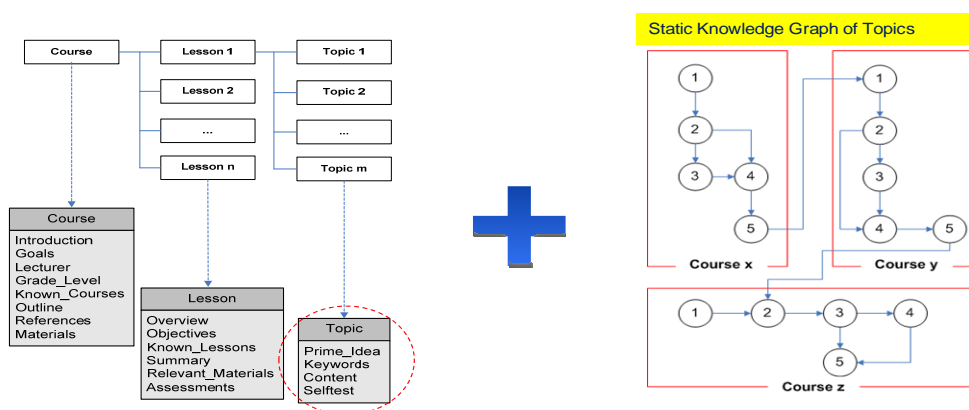 Static Knowledge Graph of Topics
Course
Lesson 1
Topic 1
Lesson 2
Topic 2
...
...
Lesson n
Topic m
Course
Introduction
Goals
Lecturer
Grade_Level
Known_Courses
Outline
References
Materials
Lesson
Overview
Objectives
Known_Lessons
Summary
Relevant_Materials
Assessments
Topic
Prime_Idea
Keywords
Content
Selftest
1
2
3
4
5
Course x
1
2
3
4
5
Course y
1
2
3
4
5
Course z